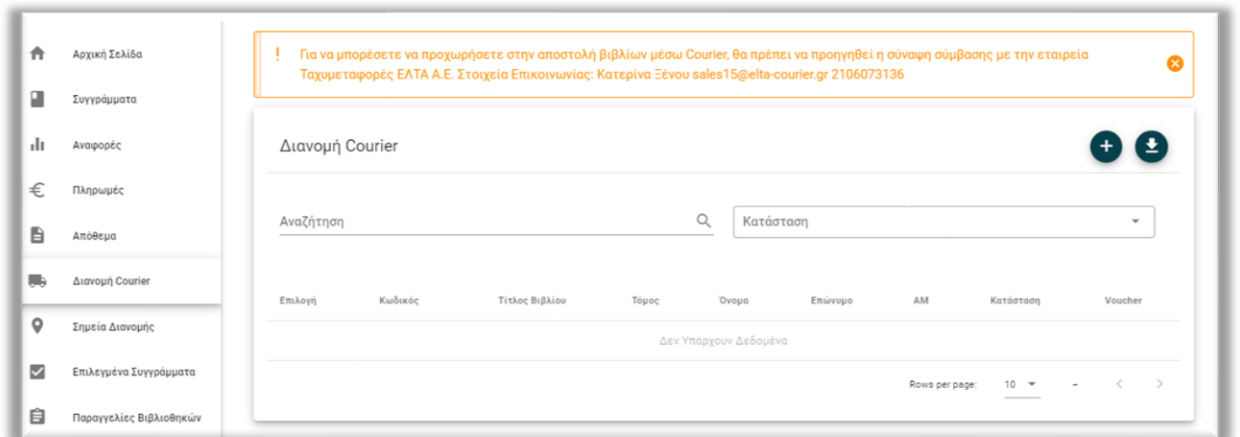 Αρχική Σελίδα
Συγγράμματα
Αναφορές
Πληρωμές
Απόθεμα
Διανομή Courier
Σημεία Διανομής
Επιλεγμένα Συγγράμματα
Παραγγελίες Βιβλιοθηκών
! Για να μπορέσετε να προχωρήσετε στην αποστολή βιβλίων μέσω Courier, θα πρέπει να προηγηθεί η σύναψη σύμβασης με την εταιρεία
Ταχυμεταφορές ΕΛΤΑ Α.Ε. Στοιχεία Επικοινωνίας: Κατερίνα Ξένου sales15@elta-courier.gr 2106073136
Διανομή Courier
Αναζήτηση Κατάσταση
Επιλογή Κωδικός Τίτλος Βιβλίου Τόμος Όνομα Επώνυμο ΑΜ Κατάσταση Voucher
Δεν Υπάρχουν Δεδομένα
Rows per page: 10 –